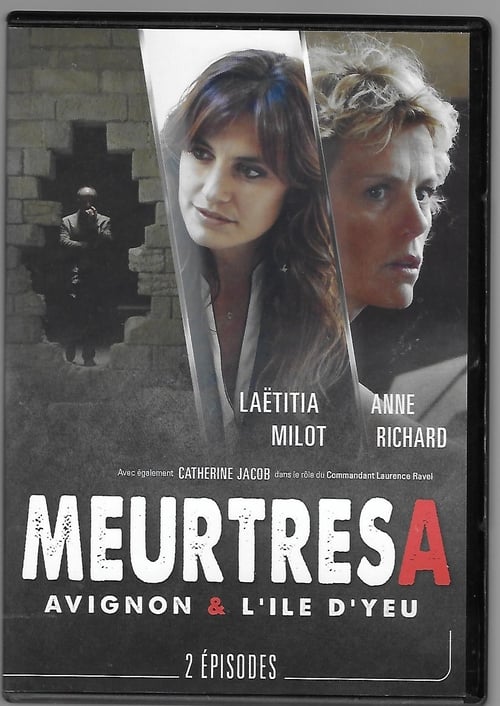 LAËTITIA ANNE
MILOT RICHARD
Avec également CATHERINE JACOB dans le rôle du Commandant Laurence Ravel
MEURTRESA
AVIGNON & L'ILE D'YEU
2 ÉPISODES